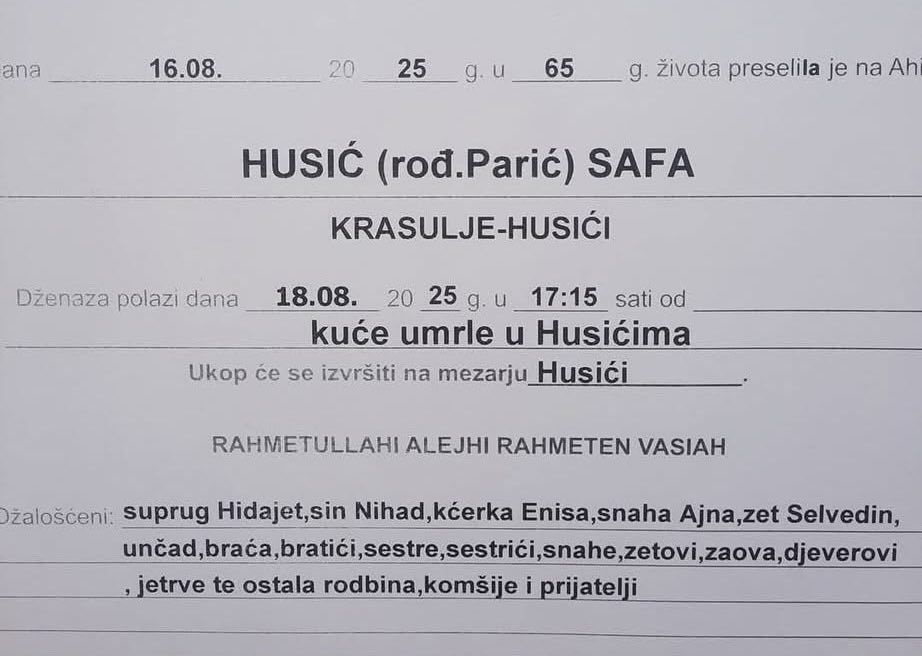 ana 16.08. 20 25 g. u 65 g. života preselila je na Ahi
HUSIĆ (rođ.Parić) SAFA
KRASULJE-HUSIĆI
Dženaza polazi dana 18.08. 20 25 g. u 17:15 sati od
kuće umrle u Husićima
Ukop će se izvršiti na mezarju Husići.
RAHMETULLAHI ALEJHI RAHMETEN VASIAH
Ožalošćeni: suprug Hidajet,sin Nihad,kćerka Enisa,snaha Ajna,zet Selvedin,
unčad,braća,bratići,sestre,sestrići,snahe,zetovi,zaova,djeverovi
, jetrve te ostala rodbina,komšije i prijatelji